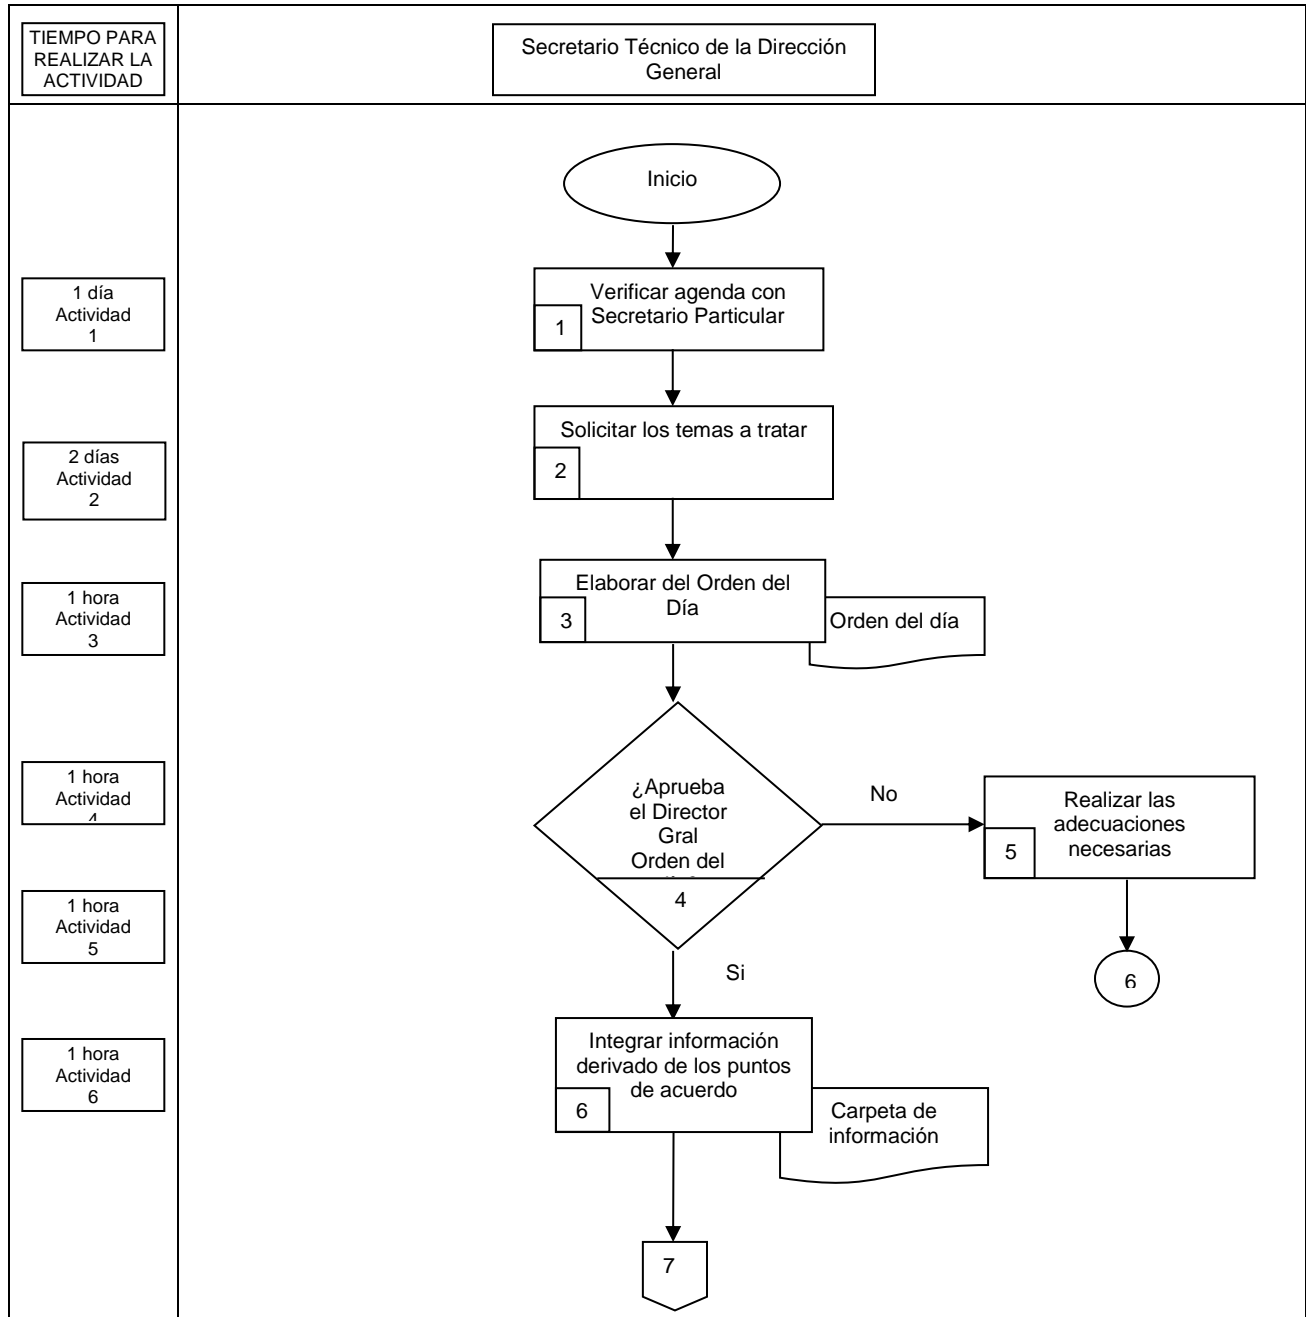 TIEMPO PARA
REALIZAR LA
ACTIVIDAD
Secretario Técnico de la Dirección
General
Inicio
1 día
Actividad
1
Verificar agenda con
Secretario Particular
1
2 días
Actividad
2
Solicitar los temas a tratar
2
1 hora
Actividad
3
Elaborar del Orden del
Día
3
Orden del día
1 hora
Actividad
4
¿Aprueba
el Director
Gral
Orden del
4
No
Realizar las
adecuaciones
necesarias
5
1 hora
Actividad
5
Si
6
1 hora
Actividad
6
Integrar información
derivado de los puntos
de acuerdo
6
Carpeta de
información
7